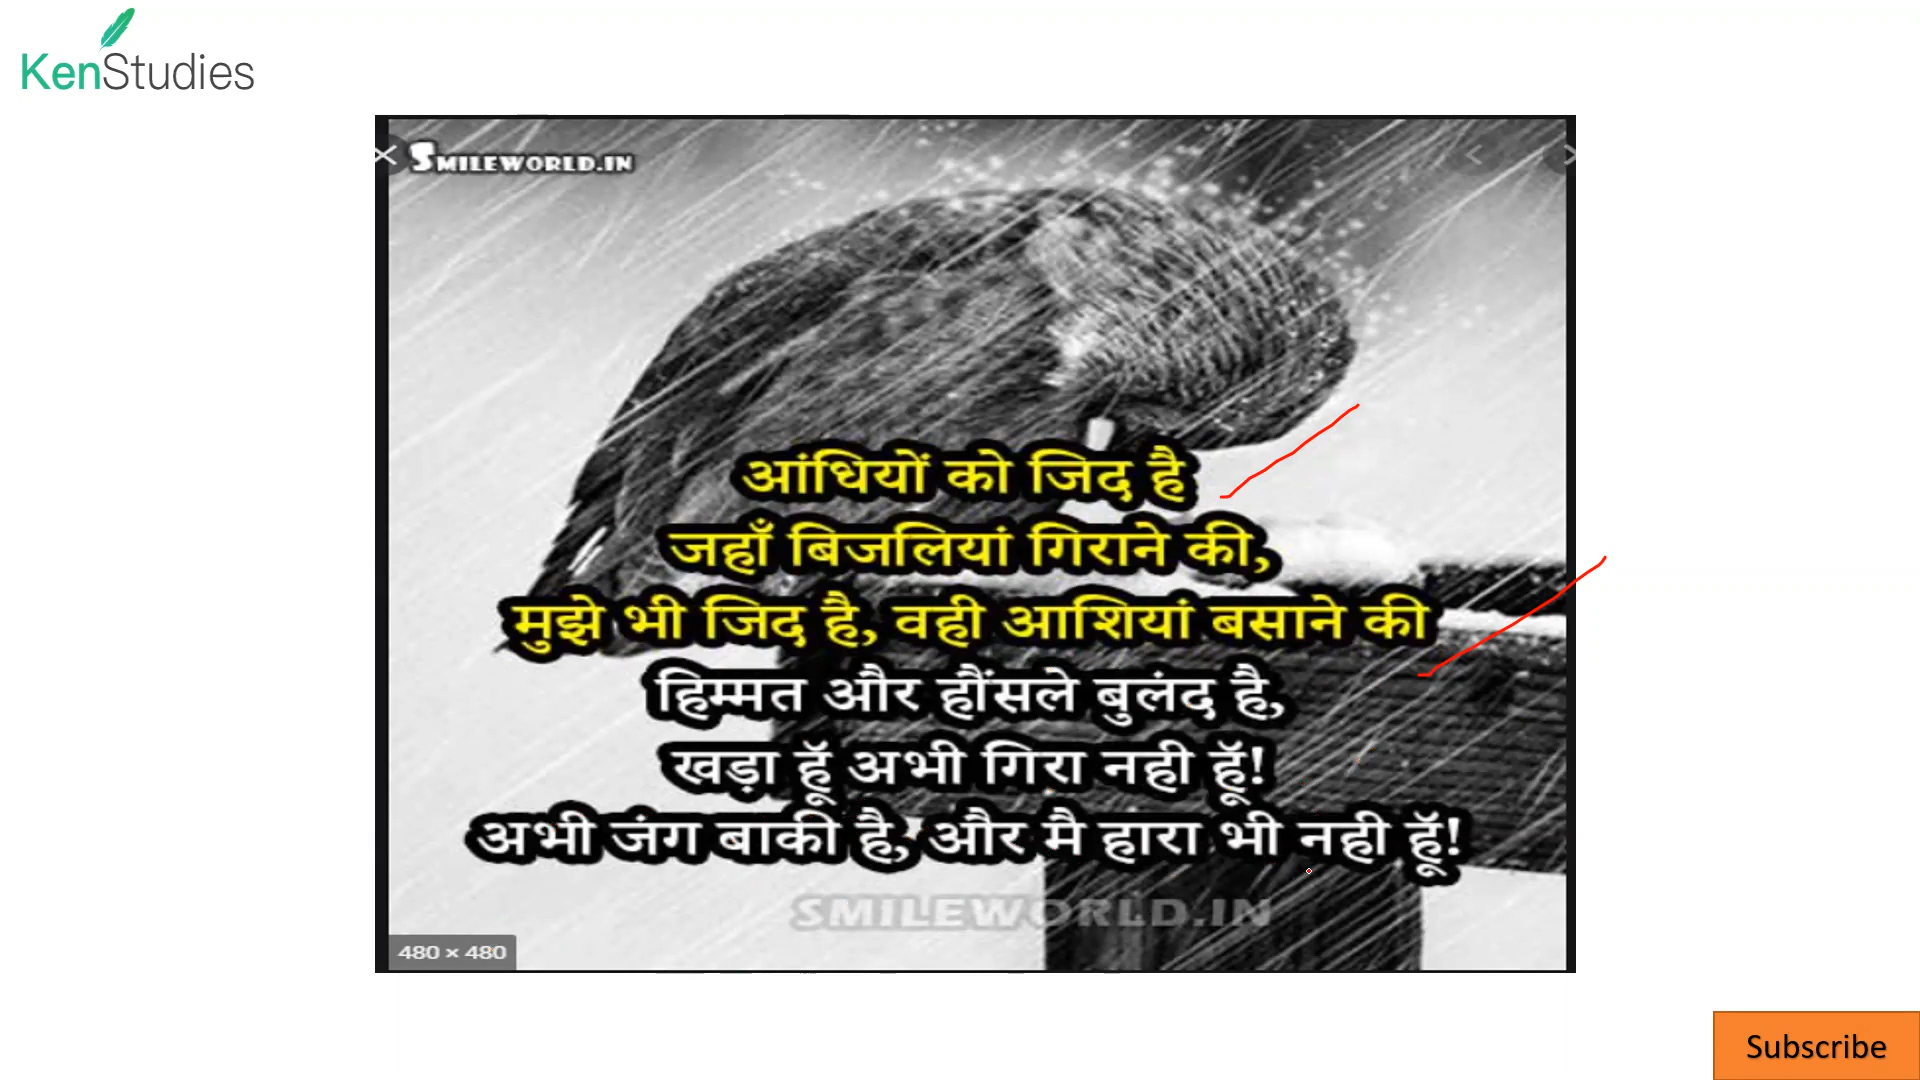 KenStudies
SMILEWORLD.IN
आंधियों को जिद है
जहाँ बिजलियां गिराने की,
मुझे भी जिद है, वही आशियां बसाने की
हिम्मत और हौंसले बुलंद है,
खड़ा हूॅ अभी गिरा नही हूॅ!
अभी जंग बाकी है, और मै हारा भी नही हूॅ!
SMILEWORLD.IN
480 × 480
Subscribe